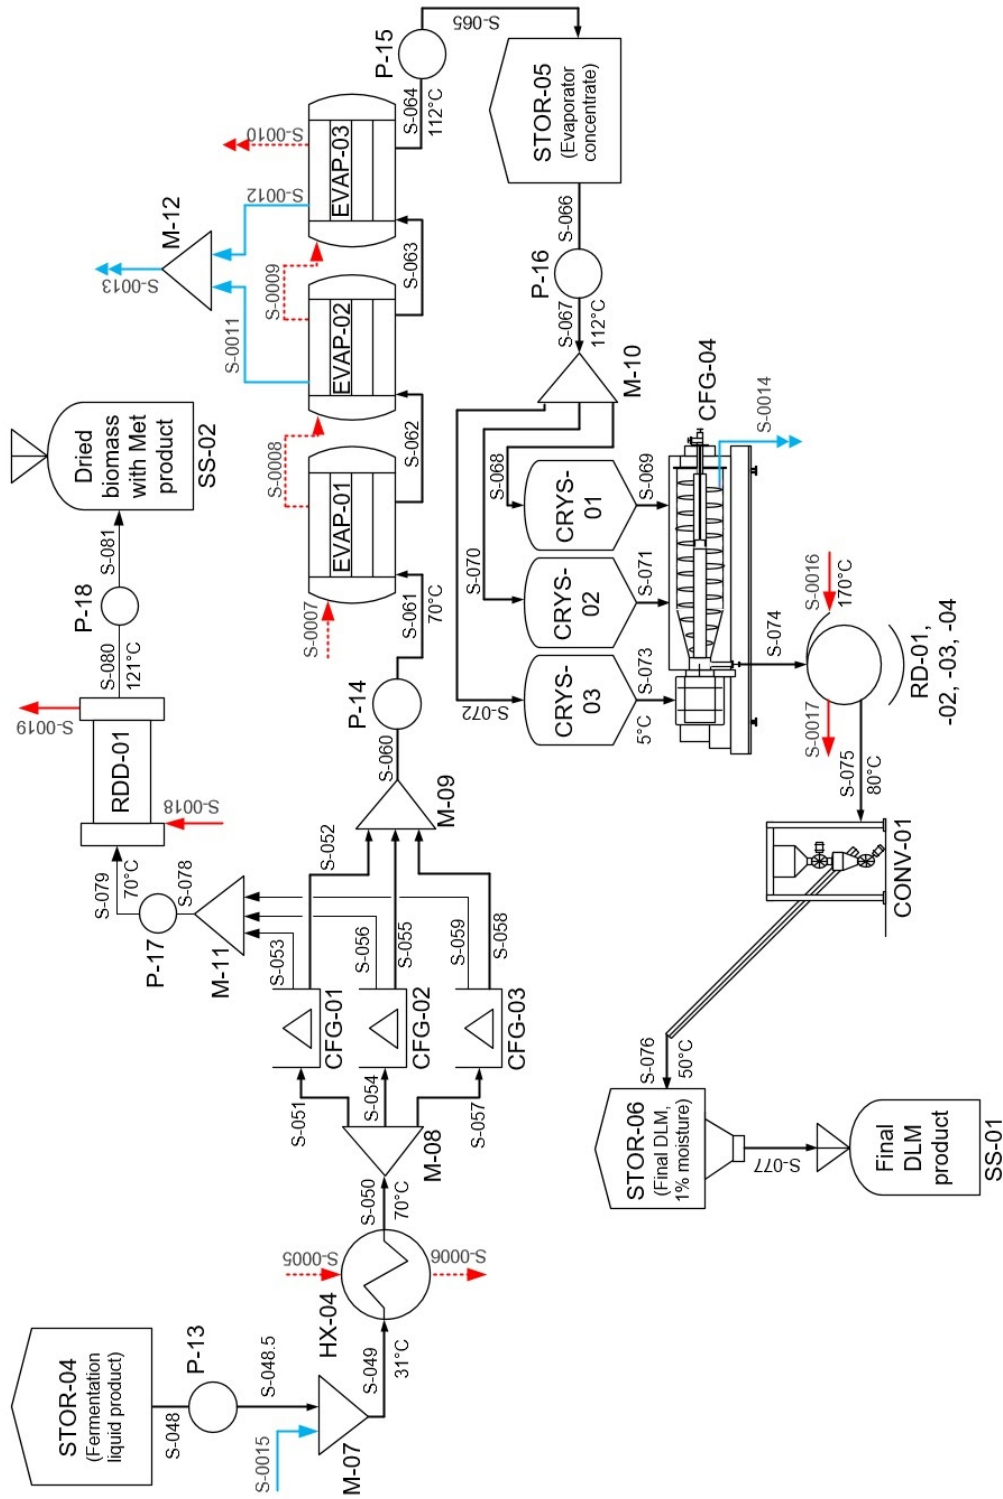 STOR-04
(Fermentation
liquid product)
S-048
P-13
S-048.5
S-0015
M-07
S-049
31°C
HX-04
S-0005
S-0006
S-050
70°C
M-08
S-051
S-054
S-057
CFG-01
CFG-02
CFG-03
S-053
S-056
S-059
S-052
S-055
S-058
M-11
S-078
P-17
S-079
70°C
RDD-01
S-0018
S-0019
S-080
121°C
P-18
S-081
Dried
biomass
with Met
product
SS-02
M-09
S-060
P-14
S-061
70°C
S-0007
EVAP-01
S-0008
S-062
EVAP-02
S-0009
S-063
EVAP-03
S-0010
S-0011
S-0012
M-12
S-0013
S-064
112°C
P-15
S-065
STOR-05
(Evaporator
concentrate)
S-066
P-16
S-067
112°C
M-10
S-068
S-070
S-072
CRYS-
01
CRYS-
02
CRYS-
03
S-069
S-071
S-073
5°C
CFG-04
S-0014
S-074
S-0016
170°C
S-0017
RD-01,
-02, -03, -04
S-075
80°C
CONV-01
S-076
50°C
STOR-06
(Final DLM,
1% moisture)
S-077
Final
DLM
product
SS-01